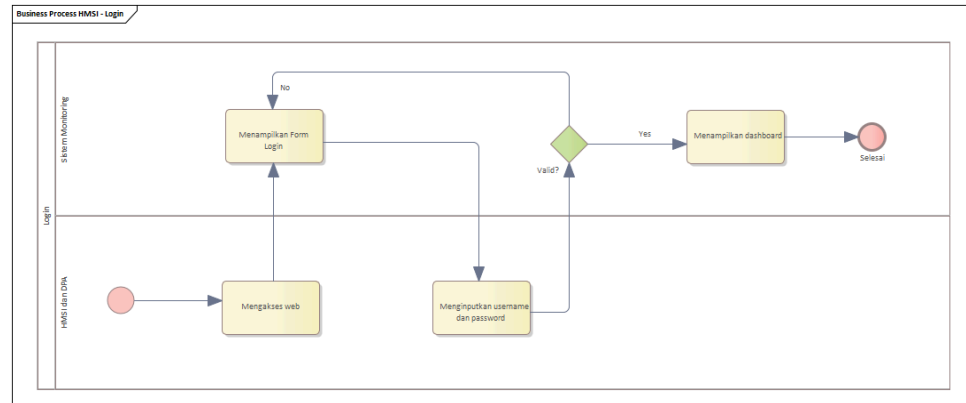 Business Process HMSI - Login
Login
Sistem Monitoring
No
Menampilkan Form
Login
Valid?
Yes
Menampilkan dashboard
Selesai
HMSI dan DPA
Mengakses web
Menginputkan username
dan password